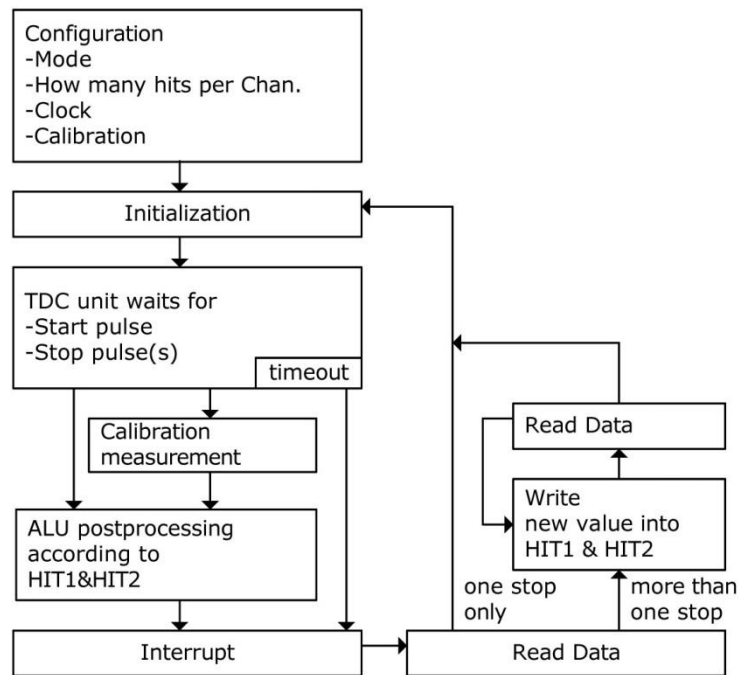 Configuration
-Mode
-How many hits per Chan.
-Clock
-Calibration
Initialization
TDC unit waits for
-Start pulse
-Stop pulse(s)
timeout
Calibration
measurement
ALU postprocessing
according to
HIT1&HIT2
Interrupt
Read Data
one stop
only
more than
one stop
Write
new value into
HIT1 & HIT2
Read Data